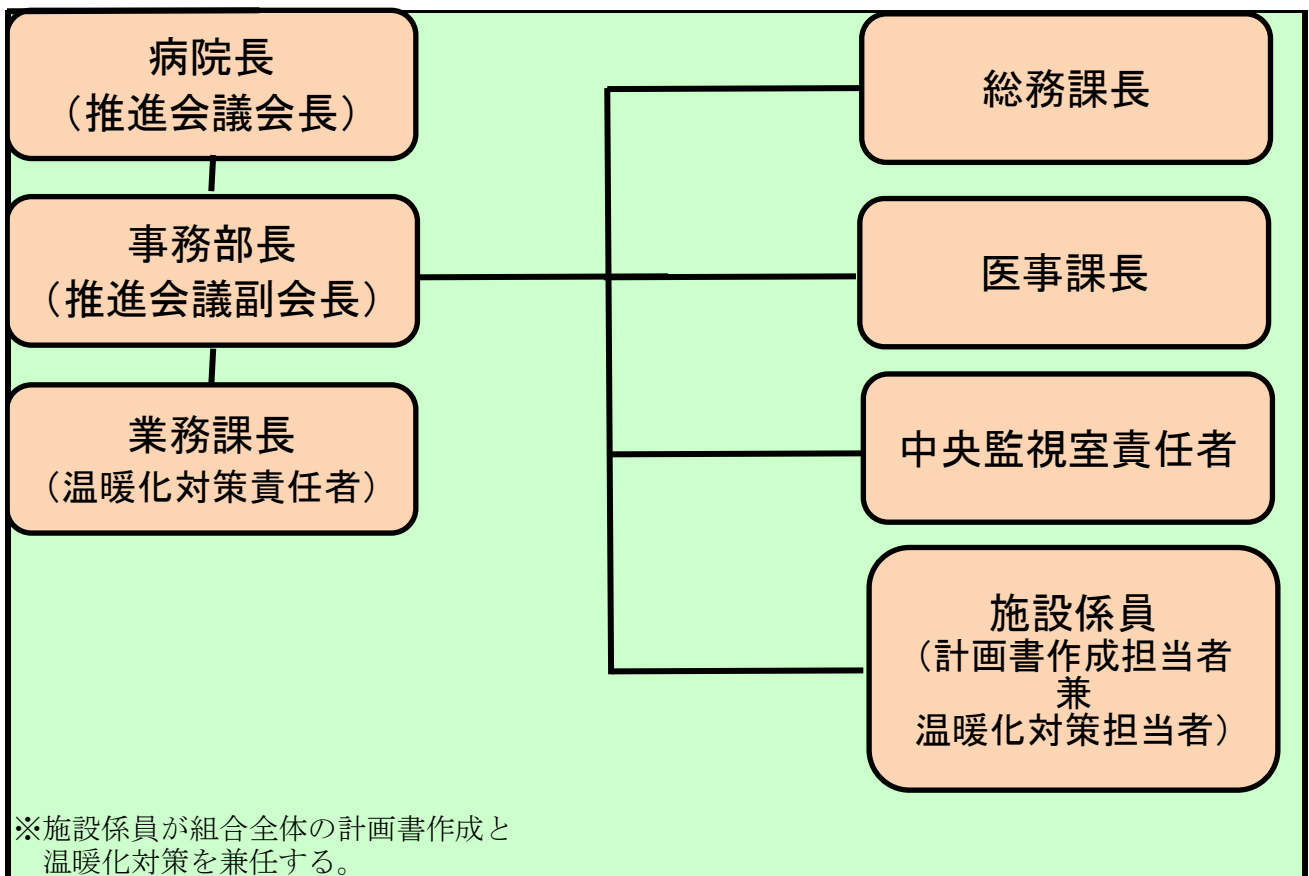 病院長
（推進会議会長）
事務部長
（推進会議副会長）
業務課長
（温暖化対策責任者）
総務課長
医事課長
中央監視室責任者
施設係員
（計画書作成担当者
兼
温暖化対策担当者）
※施設係員が組合全体の計画書作成と
温暖化対策を兼任する。